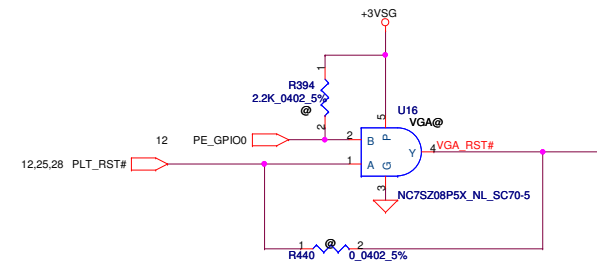 +3VSG
1
R394
2.2K_0402_5%
@
2
U16
VGA@
5
P
12
PE_GPIO0
2
B
12,25,28 PLT_RST#
1
A
G
Y
4
VGA_RST#
3
NC7SZ08P5X_NL_SC70-5
1
@
2
R440
0_0402_5%